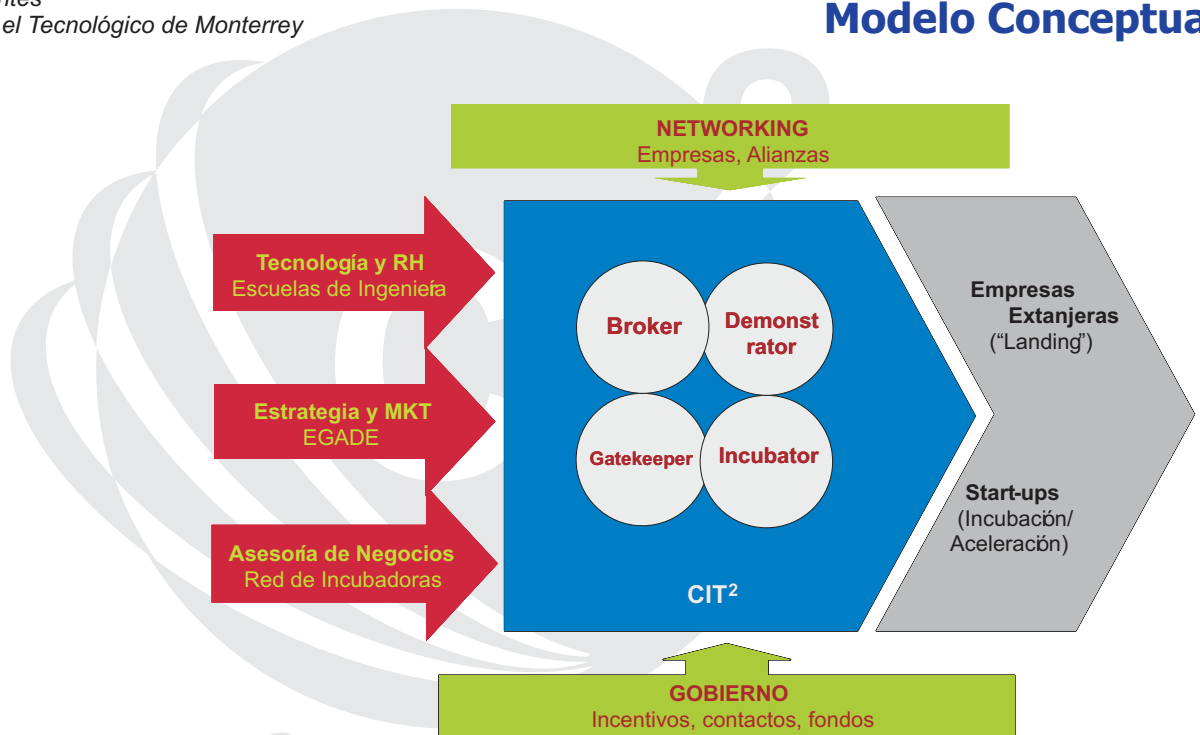 el Tecnológico de Monterrey
Modelo Conceptua
NETWORKING
Empresas, Alianzas
Tecnología y RH
Escuelas de Ingeniería
Estrategia y MKT
EGADE
Asesoría de Negocios
Red de Incubadoras
Broker
Demonst
rator
Gatekeeper
Incubator
CIT²
Empresas
Extanjeras
(“Landing”)
Start-ups
(Incubación/
Aceleración)
GOBIERNO
Incentivos, contactos, fondos